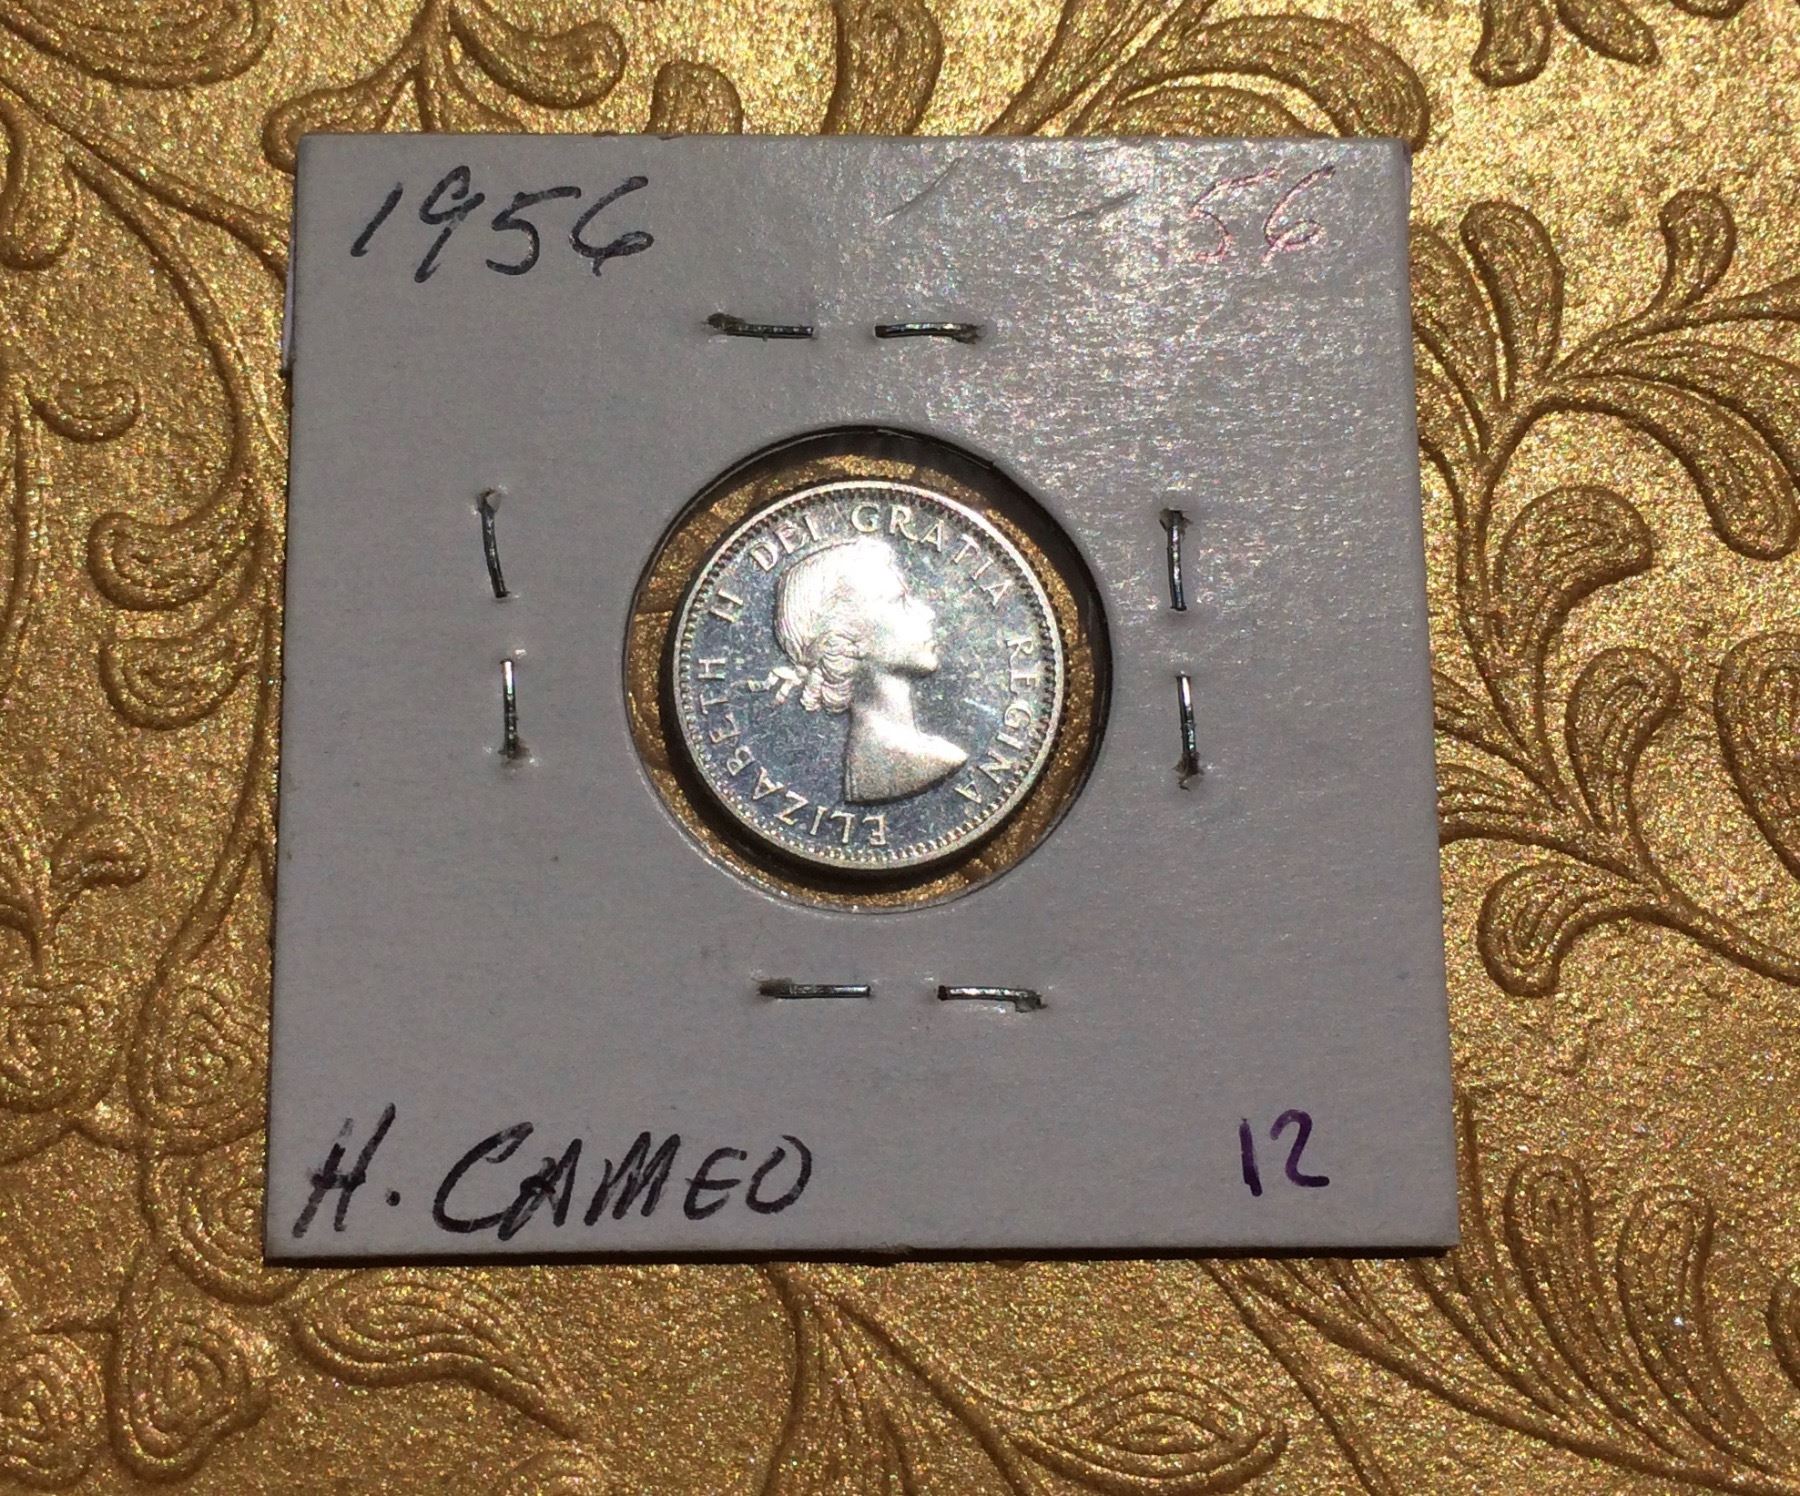 1956
56
ELIZABETH II DEI GRATIA REGINA
H. CAMEO
12